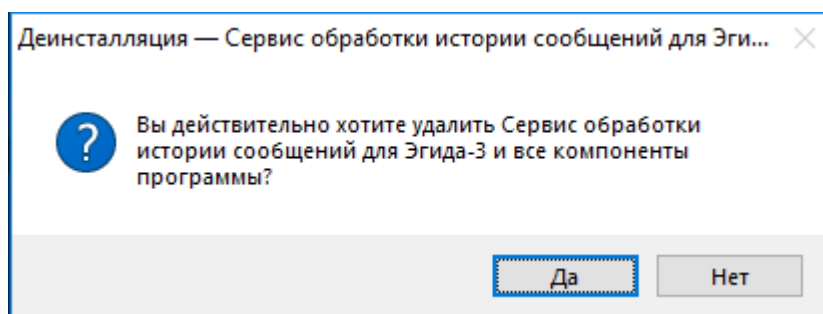 Деинсталляция — Сервис обработки истории сообщений для Эги...
Вы действительно хотите удалить Сервис обработки
истории сообщений для Эгида-3 и все компоненты
программы?
Да
Нет